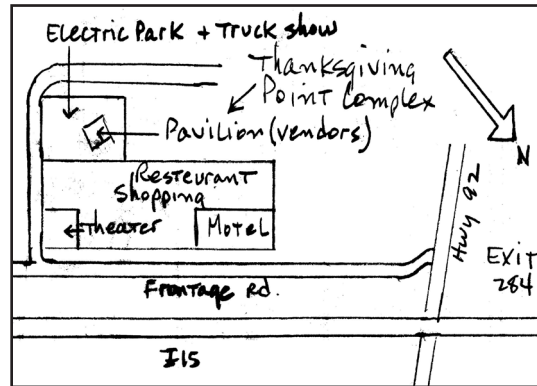 Electric Park + Truck show
Thanksgiving
Point Complex
Pavilion (vendors)
N
Restaurant
Shopping
Theater
Motel
Hwy 92
Exit
284
Frontage Rd.
I15